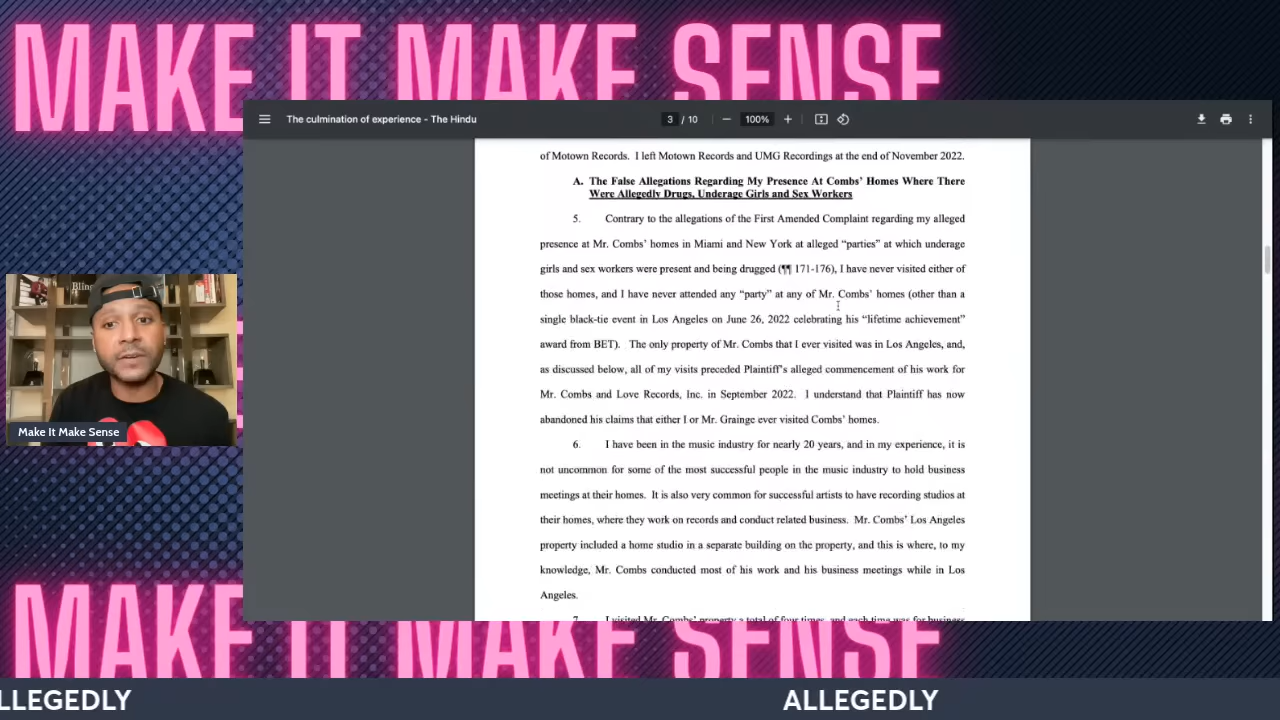 MAKE IT MAKE SENSE
The culmination of experience - The Hindu
3 / 10
100%
of Motown Records. I left Motown Records and UMG Recordings at the end of November 2022.
A. The False Allegations Regarding My Presence At Combs' Homes Where There
Were Allegedly Drugs, Underage Girls and Sex Workers
5. Contrary to the allegations of the First Amended Complaint regarding my alleged
presence at Mr. Combs' homes in Miami and New York at alleged "parties" at which underage
girls and sex workers were present and being drugged (¶¶ 171-176), I have never visited either of
those homes, and I have never attended any "party" at any of Mr. Combs' homes (other than a
single black-tie event in Los Angeles on June 26, 2022 celebrating his "lifetime achievement"
award from BET). The only property of Mr. Combs that I ever visited was in Los Angeles, and,
as discussed below, all of my visits preceded Plaintiff's alleged commencement of his work for
Mr. Combs and Love Records, Inc. in September 2022. I understand that Plaintiff has now
abandoned his claims that either I or Mr. Grainge ever visited Combs' homes.
6. I have been in the music industry for nearly 20 years, and in my experience, it is
not uncommon for some of the most successful people in the music industry to hold business
meetings at their homes. It is also very common for successful artists to have recording studios at
their homes, where they work on records and conduct related business. Mr. Combs' Los Angeles
property included a home studio in a separate building on the property, and this is where, to my
knowledge, Mr. Combs conducted most of his work and his business meetings while in Los
Angeles.
7. I visited Mr. Combs' property a total of four times, and each time was for business
Make It Make Sense
MAKE IT MAKE SENSE
LLEGEDLY
ALLEGEDLY